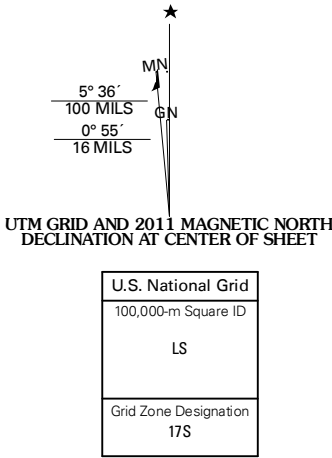 MN
5° 36´
100 MILS
GN
0° 55´
16 MILS
UTM GRID AND 2011 MAGNETIC NORTH
DECLINATION AT CENTER OF SHEET
U.S. National Grid
100,000-m Square ID
LS
Grid Zone Designation
17S